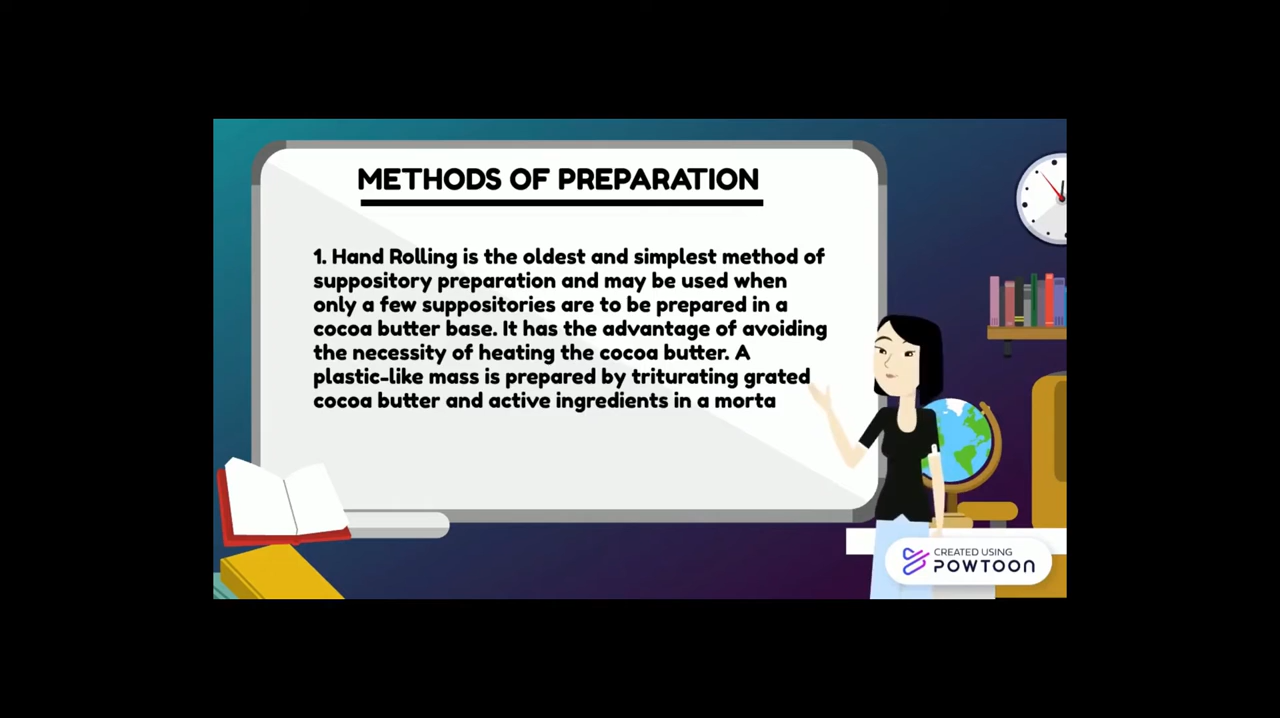 METHODS OF PREPARATION
1. Hand Rolling is the oldest and simplest method of
suppository preparation and may be used when
only a few suppositories are to be prepared in a
cocoa butter base. It has the advantage of avoiding
the necessity of heating the cocoa butter. A
plastic-like mass is prepared by triturating grated
cocoa butter and active ingredients in a morta
CREATED USING
POWTOON